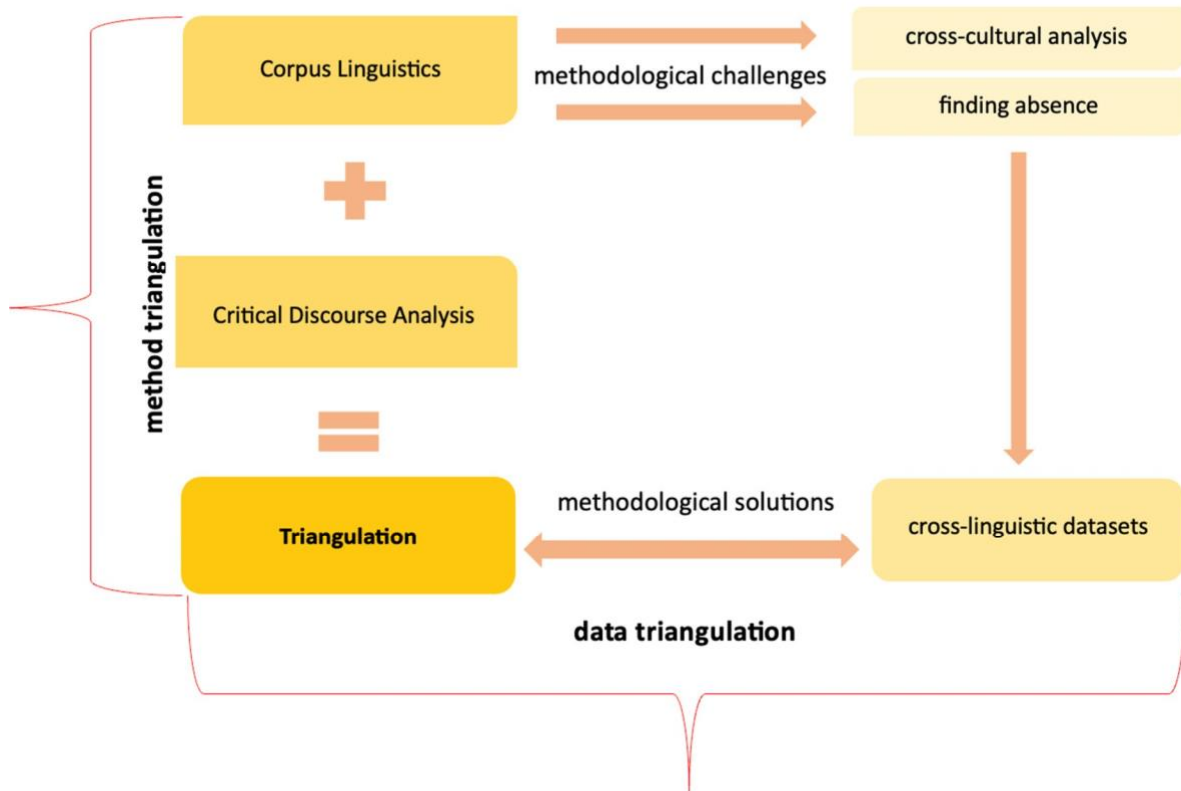 Corpus Linguistics
methodological challenges
cross-cultural analysis
finding absence
method triangulation
Critical Discourse Analysis
Triangulation
methodological solutions
cross-linguistic datasets
data triangulation